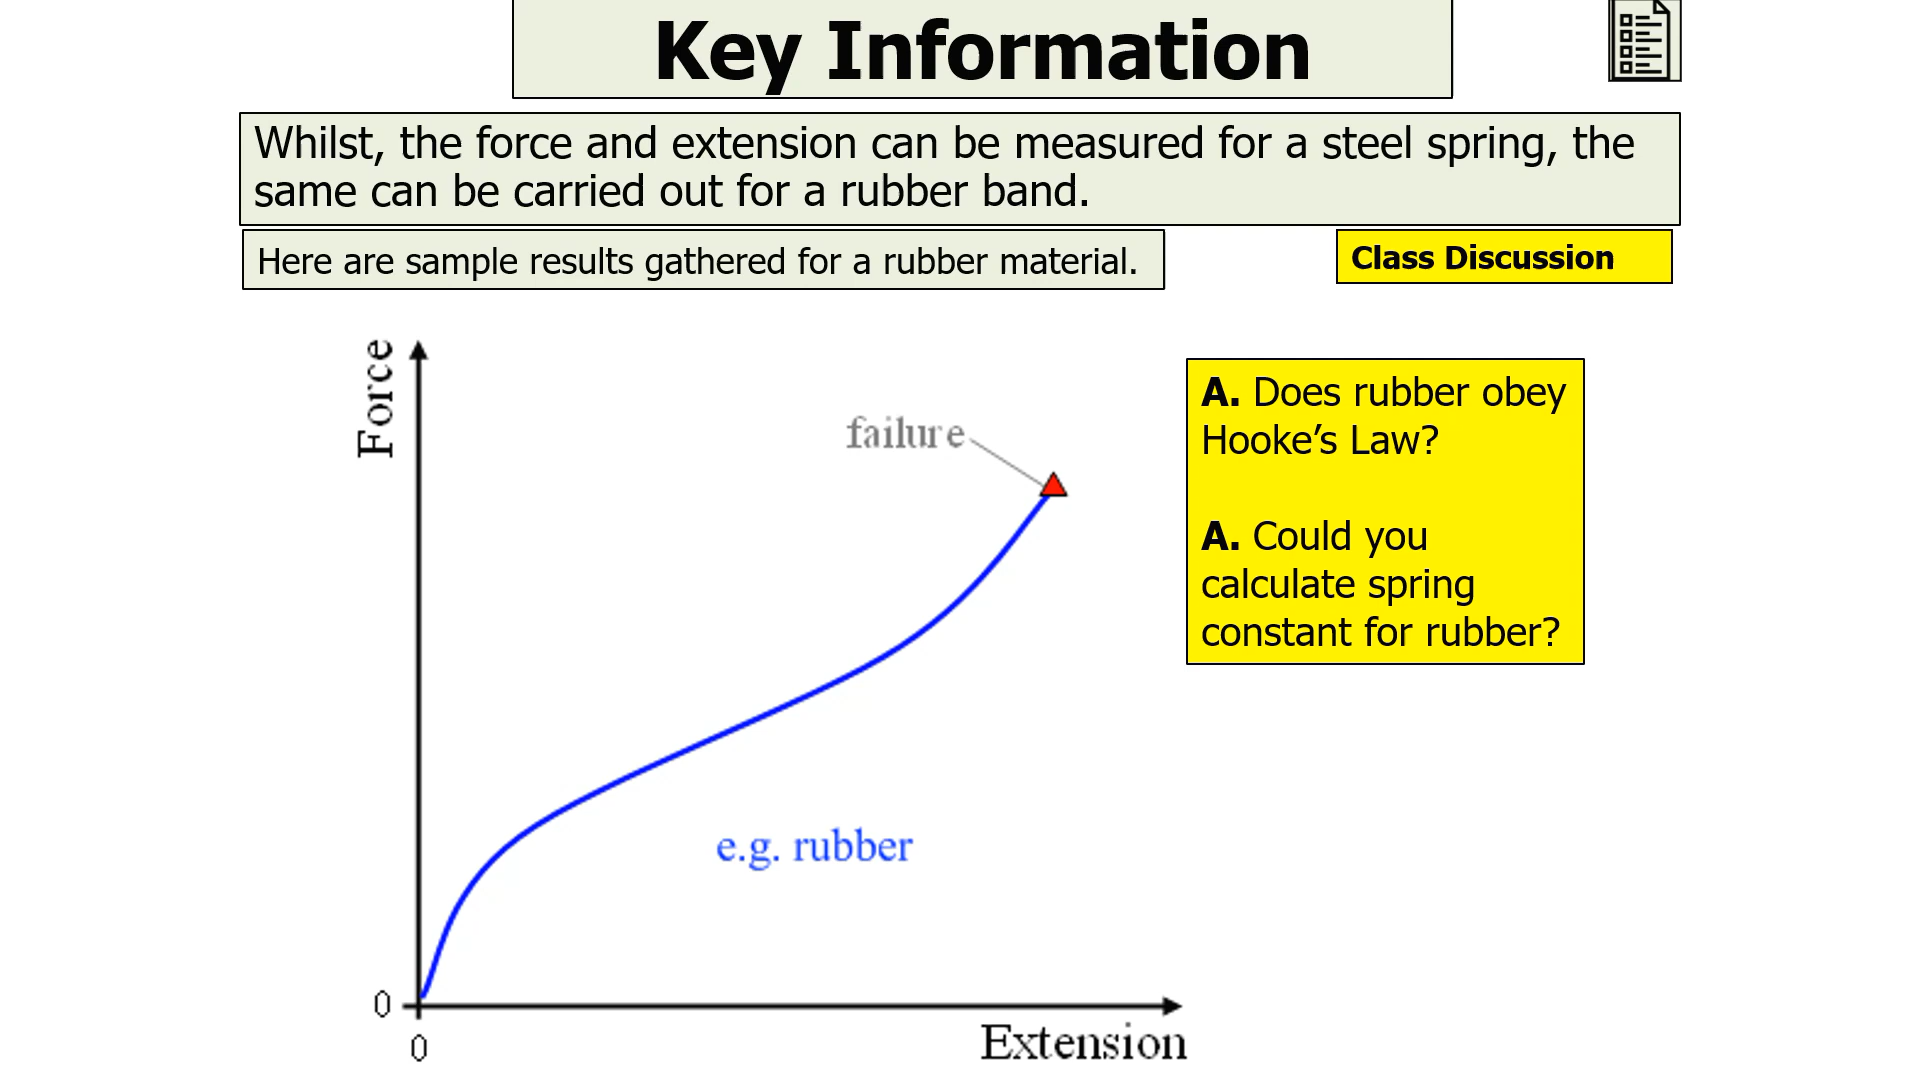 Key Information
Whilst, the force and extension can be measured for a steel spring, the
same can be carried out for a rubber band.
Here are sample results gathered for a rubber material.
Class Discussion
Force
failure
A. Does rubber obey
Hooke’s Law?
A. Could you
calculate spring
constant for rubber?
e.g. rubber
0
0
Extension